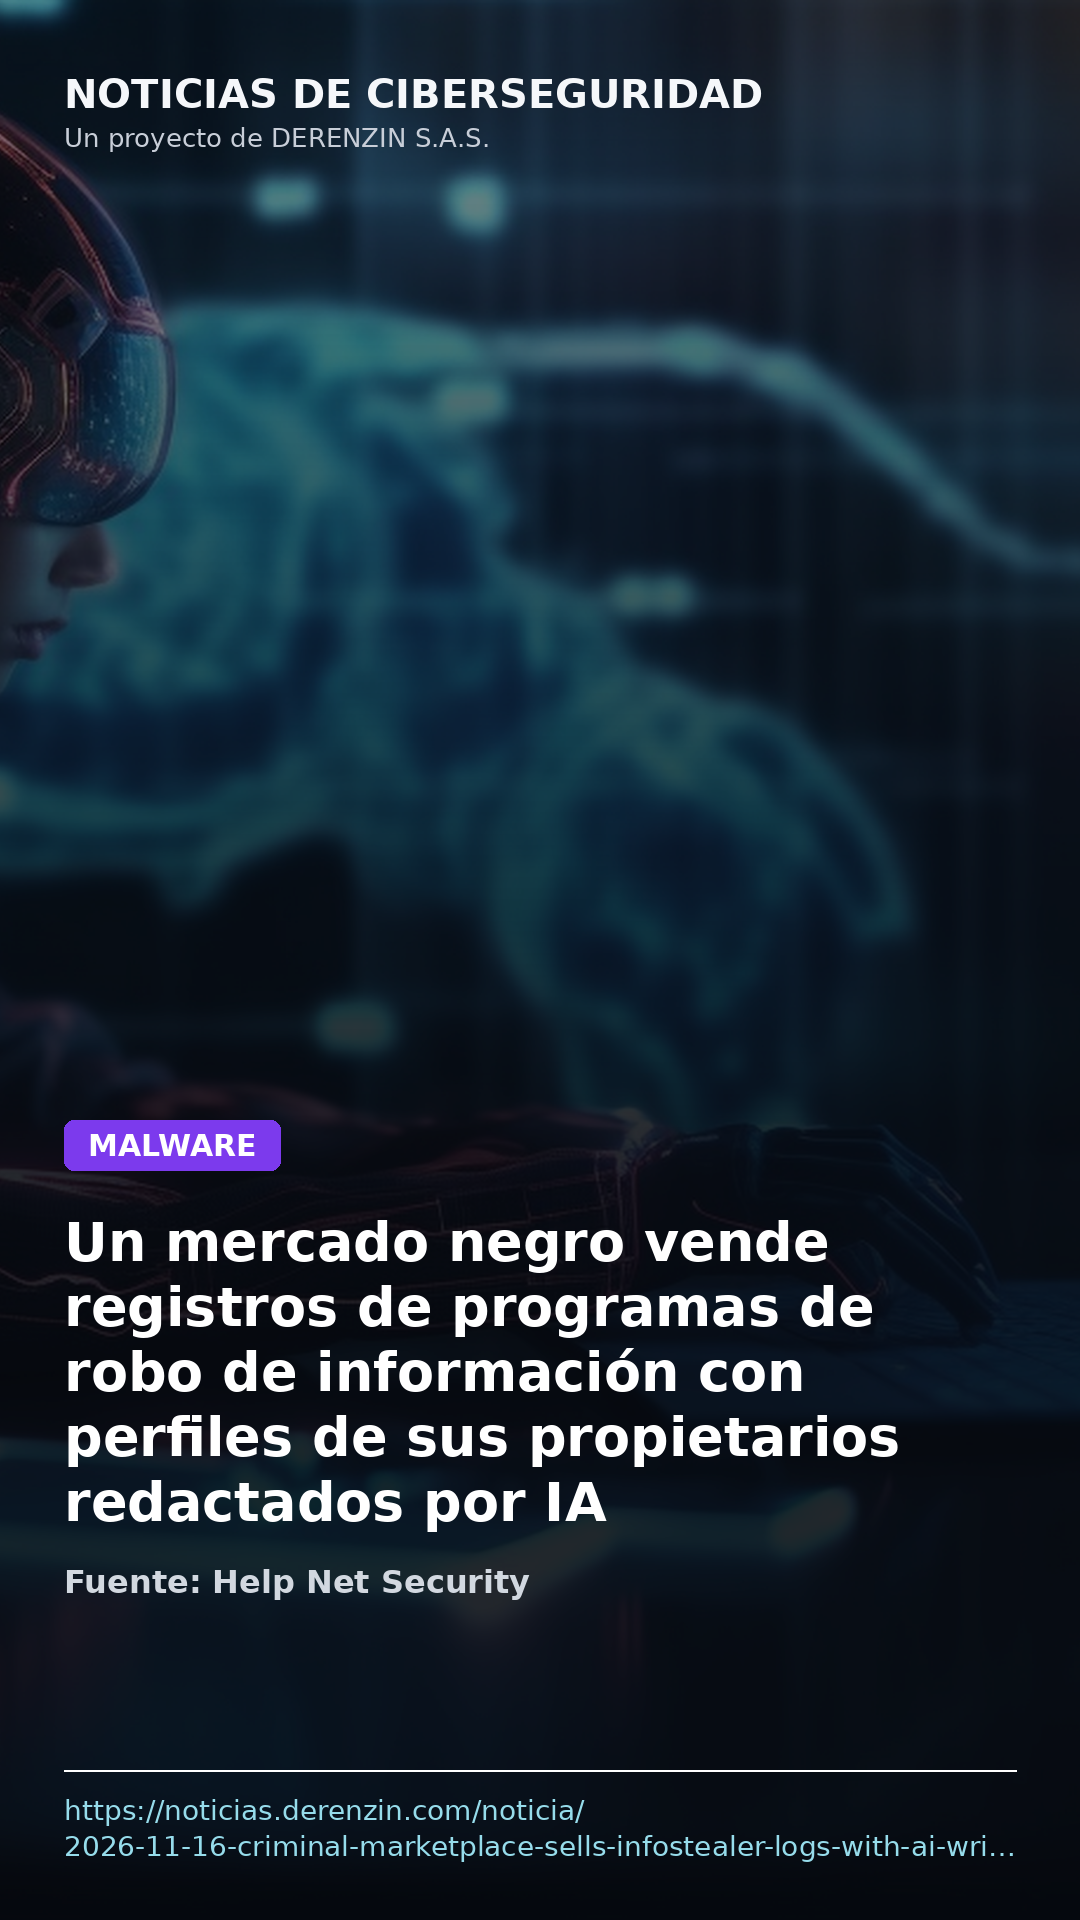 NOTICIAS DE CIBERSEGURIDAD
Un proyecto de DERENZIN S.A.S.
MALWARE
Un mercado negro vende
registros de programas de
robo de información con
perfiles de sus propietarios
redactados por IA
Fuente: Help Net Security
https://noticias.derenzin.com/noticia/
2026-11-16-criminal-marketplace-sells-infostealer-logs-with-ai-wri…